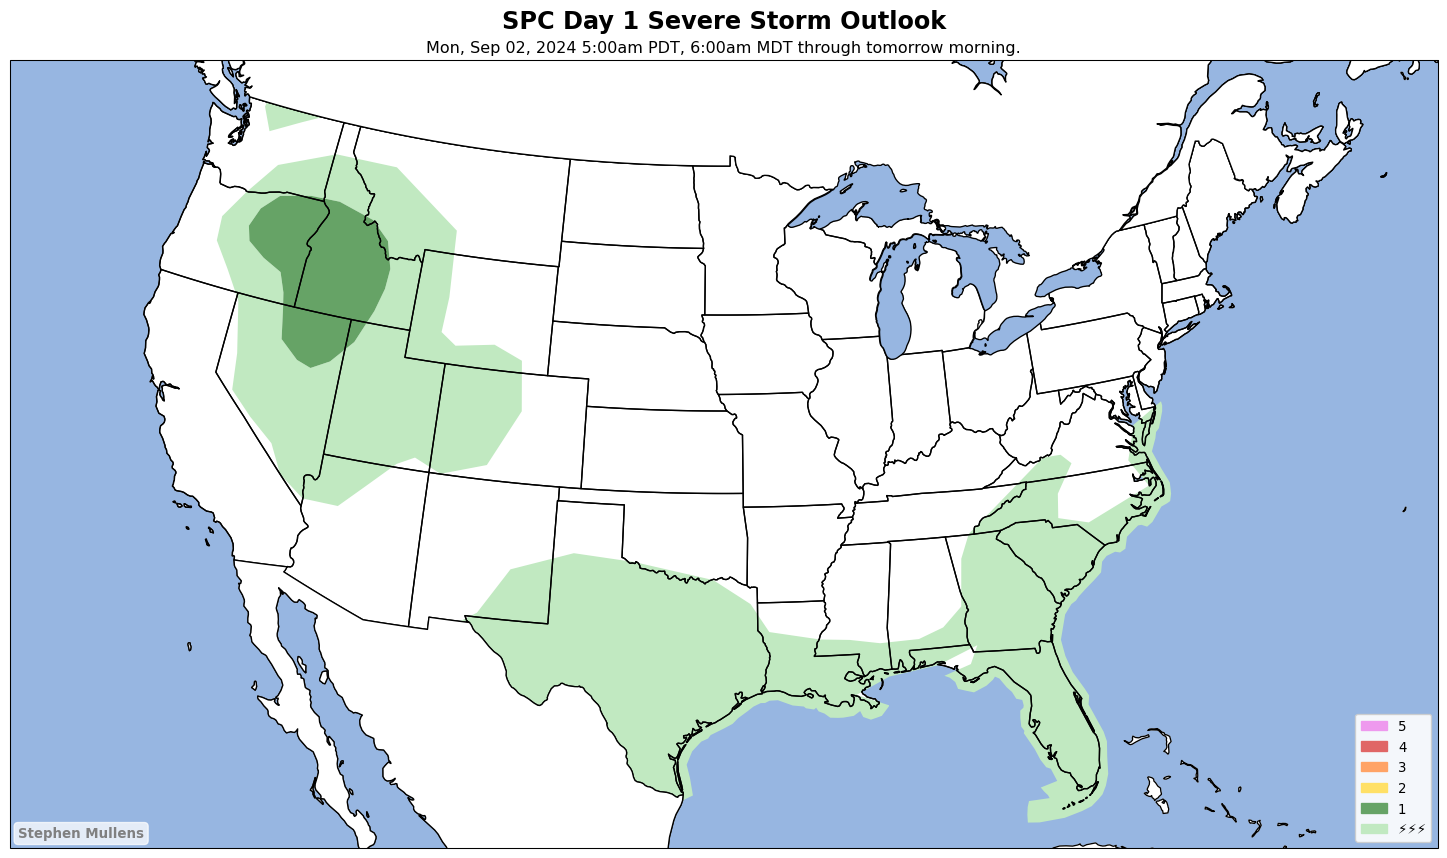 SPC Day 1 Severe Storm Outlook
Mon, Sep 02, 2024 5:00am PDT, 6:00am MDT through tomorrow morning.
5
4
3
2
1
⚡⚡⚡
Stephen Mullens